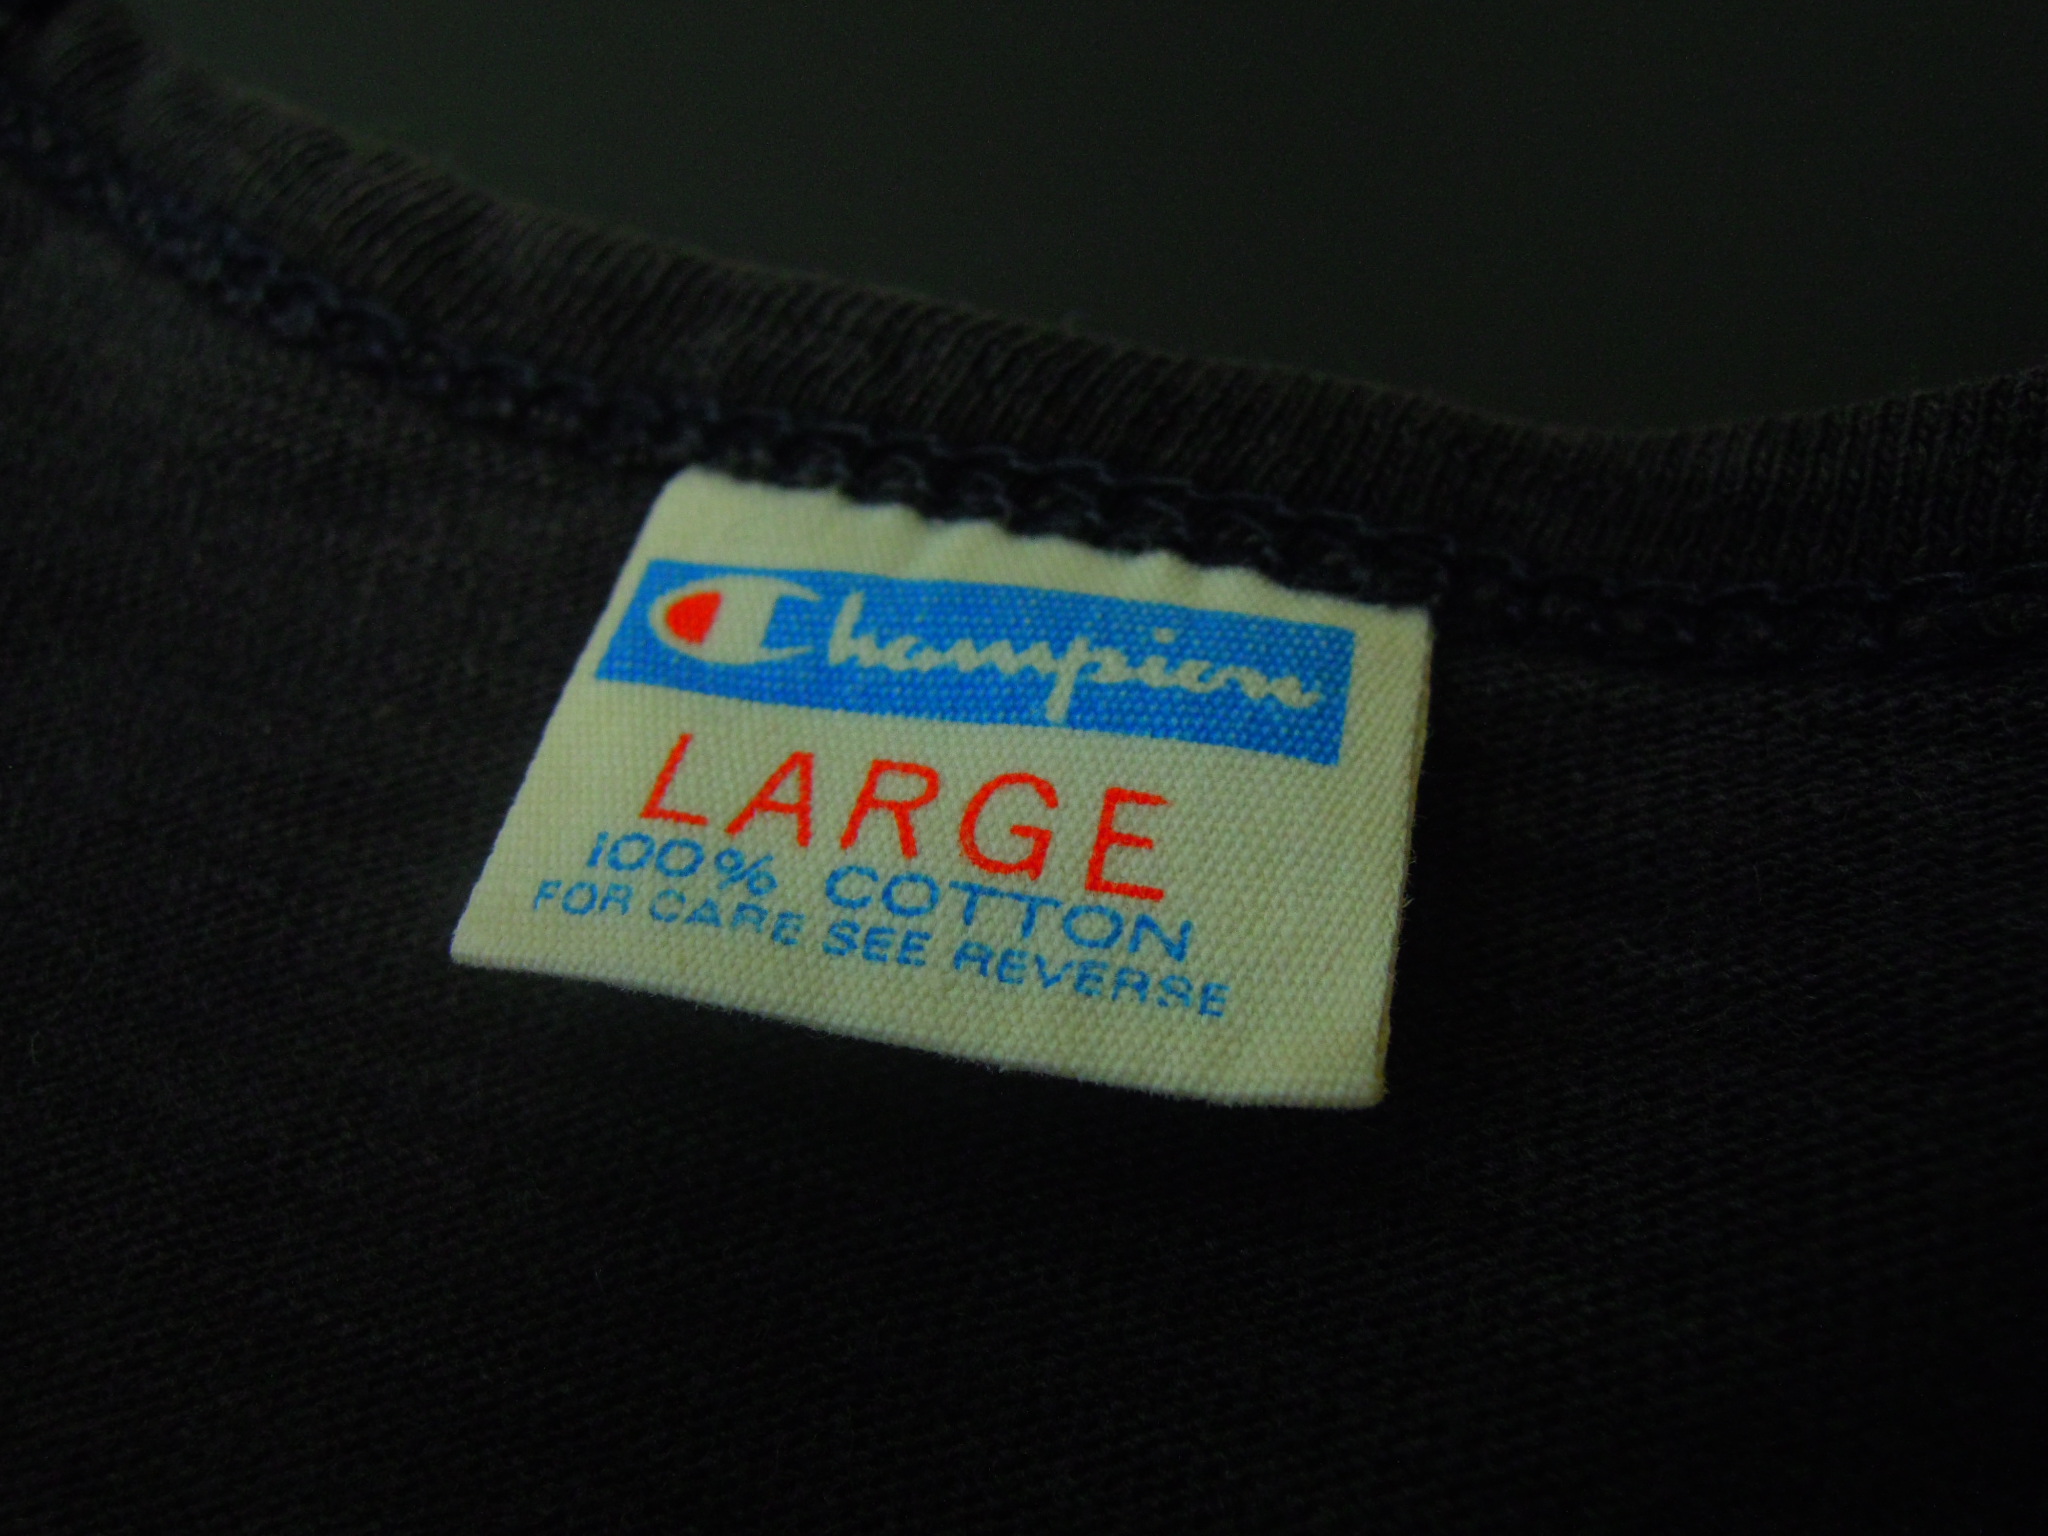 Champion
LARGE
100% COTTON
FOR CARE SEE REVERSE